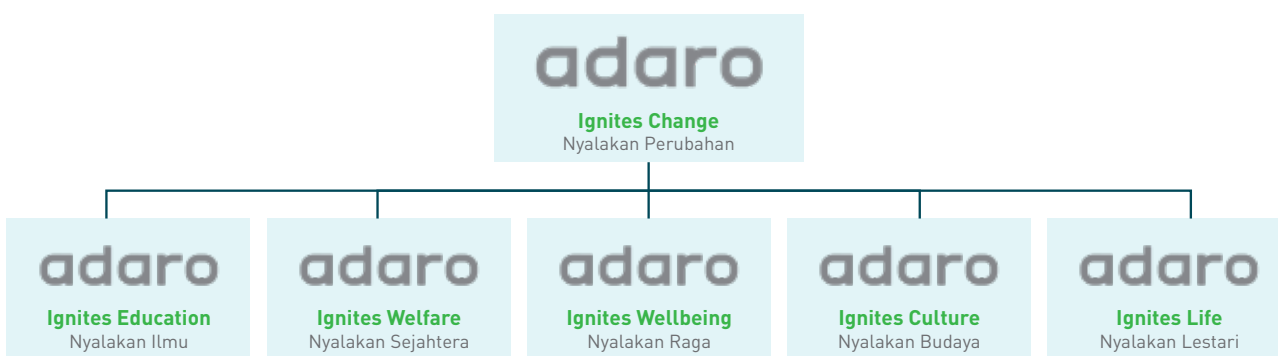 adaro
Ignites Change
Nyalakan Perubahan
adaro
Ignites Education
Nyalakan Ilmu
adaro
Ignites Welfare
Nyalakan Sejahtera
adaro
Ignites Wellbeing
Nyalakan Raga
adaro
Ignites Culture
Nyalakan Budaya
adaro
Ignites Life
Nyalakan Lestari